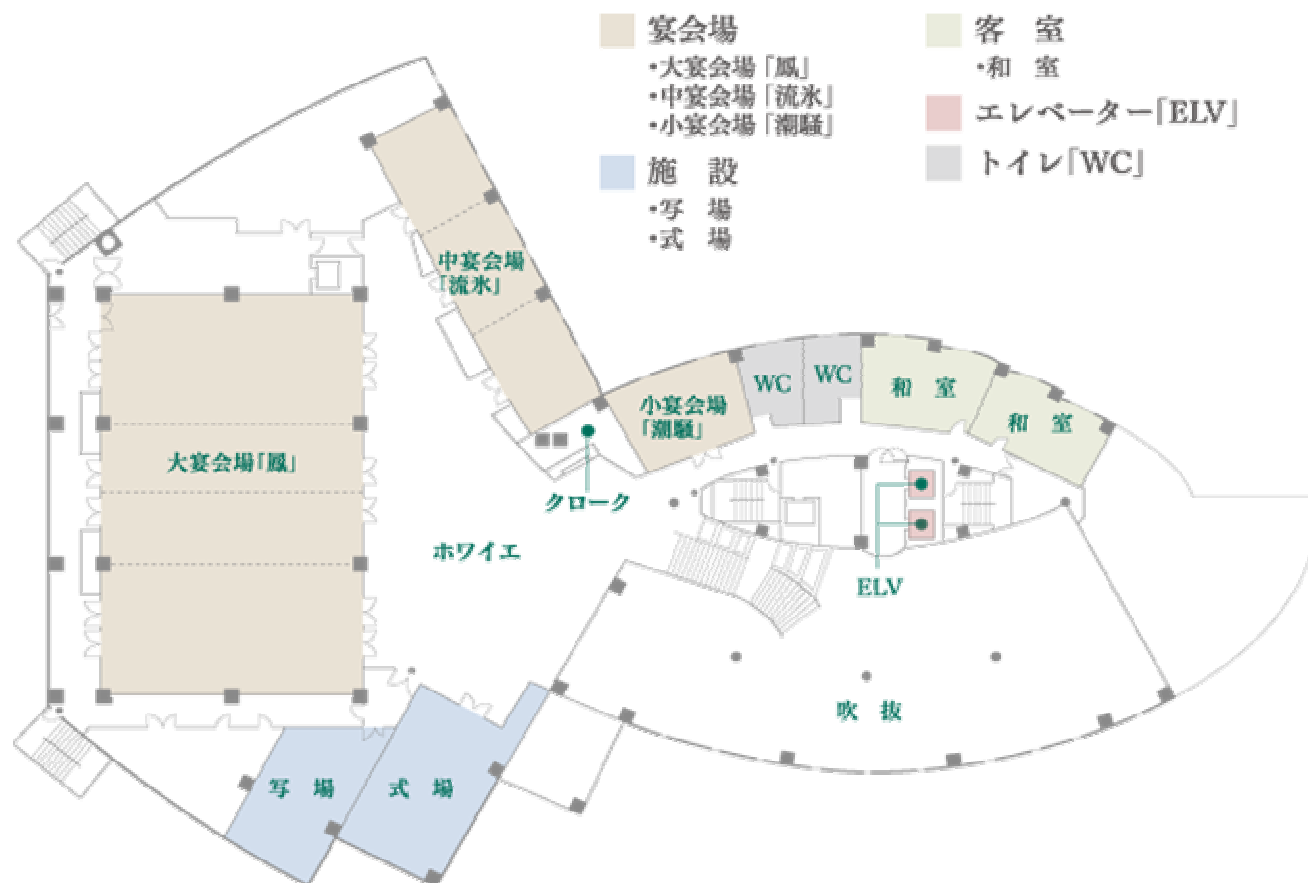 宴会場
・大宴会場「鳳」
・中宴会場「流氷」
・小宴会場「潮騒」
施 設
・写 場
・式 場
客 室
・和 室
エレベーター「ELV」
トイレ「WC」
中宴会場
「流氷」
小宴会場
「潮騒」
WC
WC
和 室
和 室
大宴会場「鳳」
クローク
ホワイエ
ELV
吹 抜
写 場
式 場